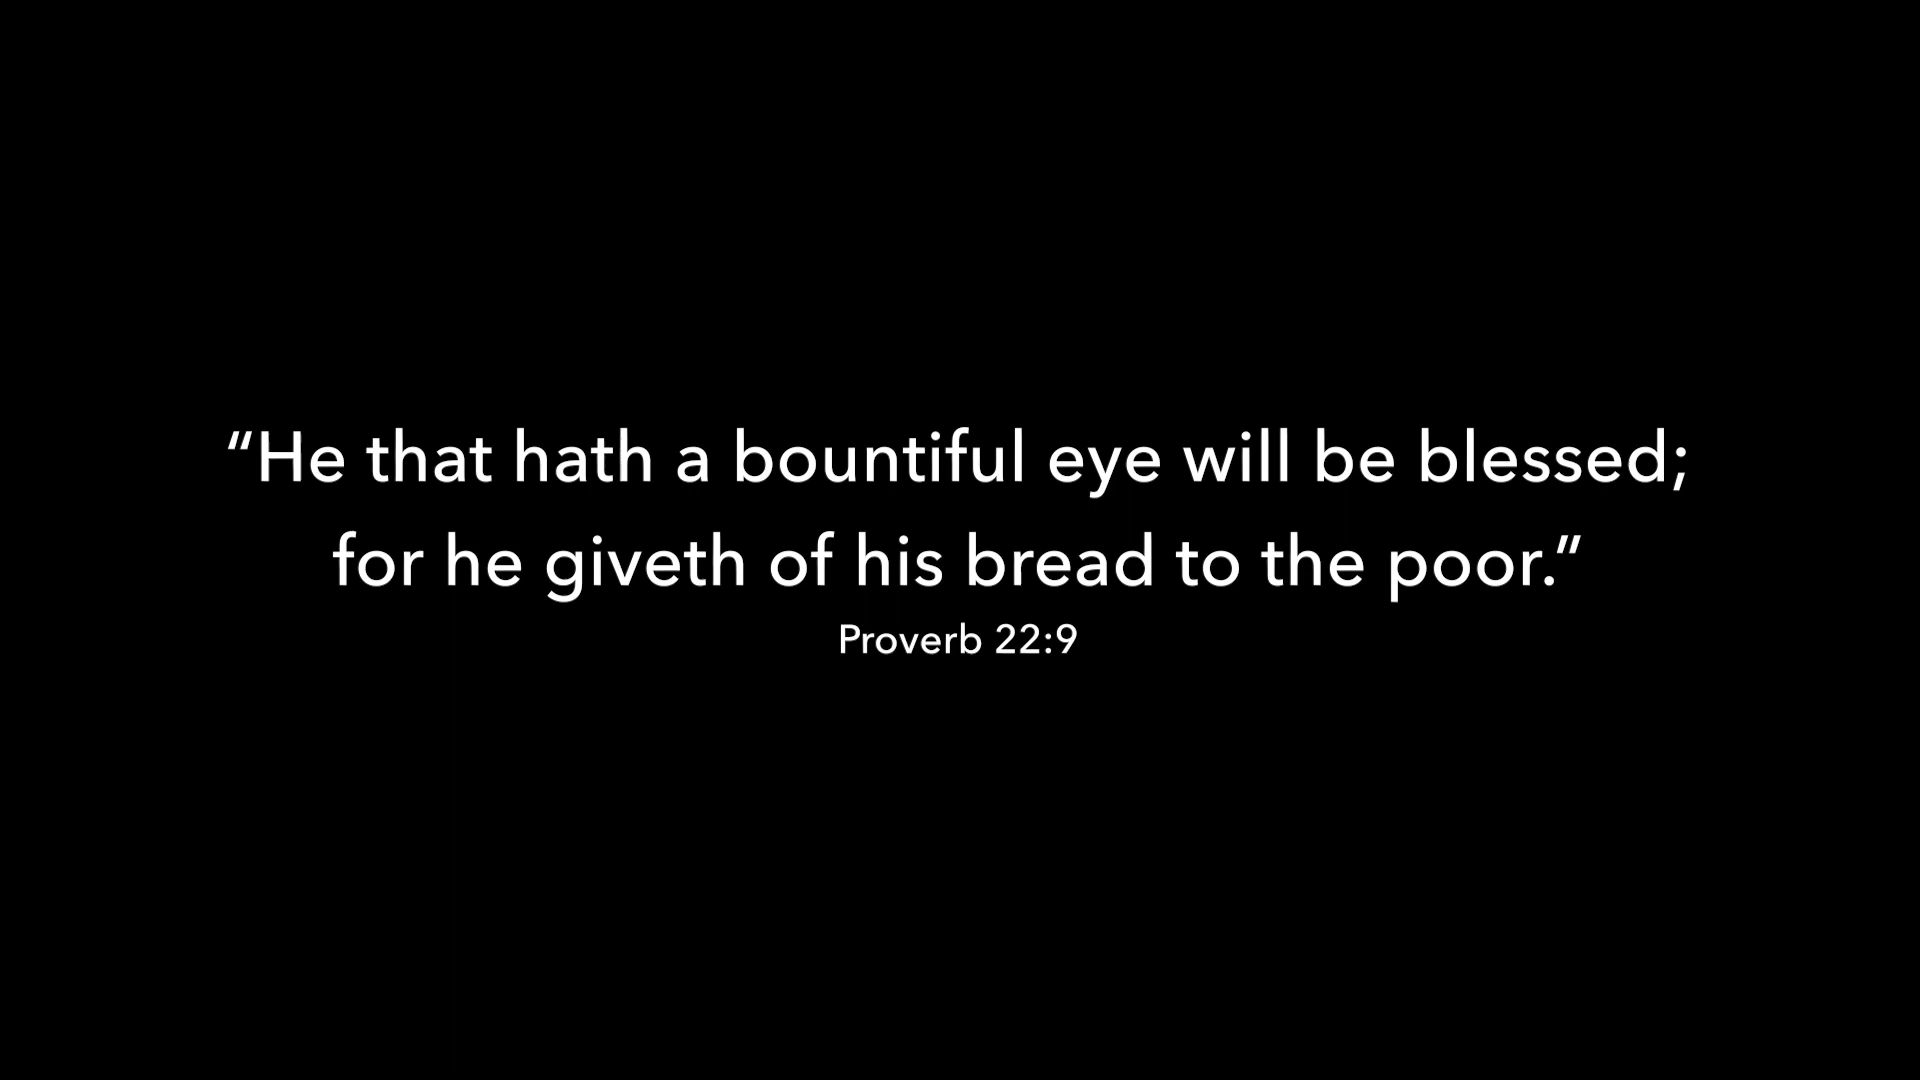 “He that hath a bountiful eye will be blessed;
for he giveth of his bread to the poor.”
Proverb 22:9